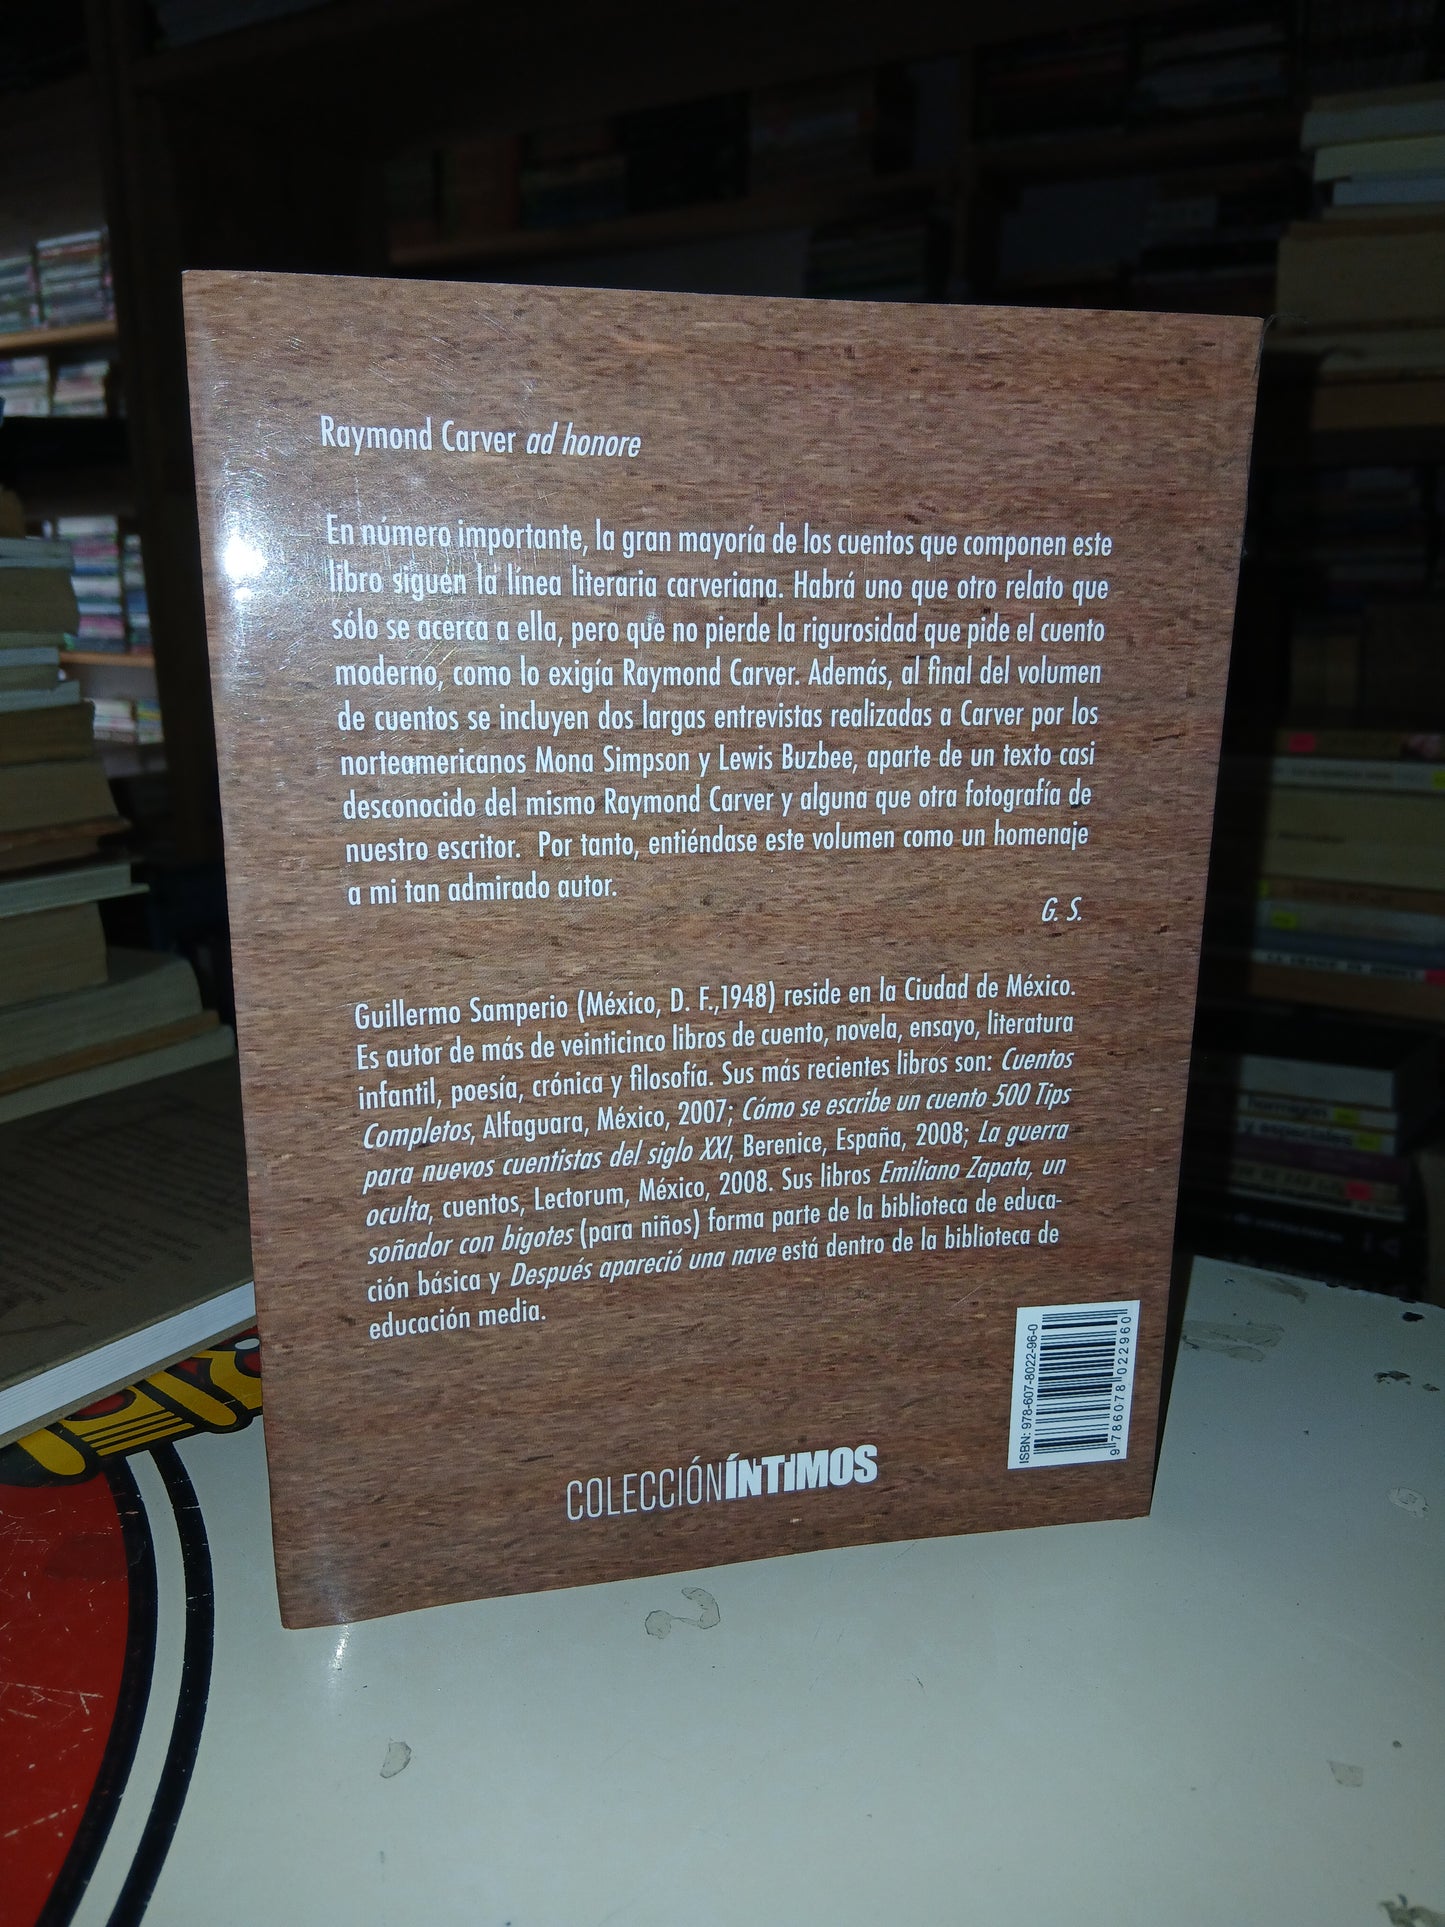 Raymond Carver ad honore
En número importante, la gran mayoría de los cuentos que componen este
libro siguen la línea literaria carveriana. Habrá uno que otro relato que
sólo se acerca a ella, pero que no pierde la rigurosidad que pide el cuento
moderno, como lo exigía Raymond Carver. Además, al final del volumen
de cuentos se incluyen dos largas entrevistas realizadas a Carver por los
norteamericanos Mona Simpson y Lewis Buzbee, aparte de un texto casi
desconocido del mismo Raymond Carver y alguna que otra fotografía de
nuestro escritor. Por tanto, entiéndase este volumen como un homenaje
a mi tan admirado autor.
G. S.
Guillermo Samperio (México, D. F.,1948) reside en la Ciudad de México.
Es autor de más de veinticinco libros de cuento, novela, ensayo, literatura
infantil, poesía, crónica y filosofía. Sus más recientes libros son: Cuentos
Completos, Alfaguara, México, 2007; Cómo se escribe un cuento 500 Tips
para nuevos cuentistas del siglo XXI, Berenice, España, 2008; La guerra
oculta, cuentos, Lectorum, México, 2008. Sus libros Emiliano Zapata, un
soñador con bigotes (para niños) forma parte de la biblioteca de educa-
ción básica y Después apareció una nave está dentro de la biblioteca de
educación media.
ISBN: 978-607-8022-96-0
9 786078 022960
COLECCIÓN ÍNTIMOS